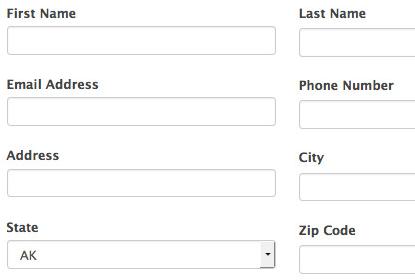 First Name
Last Name
Email Address
Phone Number
Address
City
State
Zip Code
AK